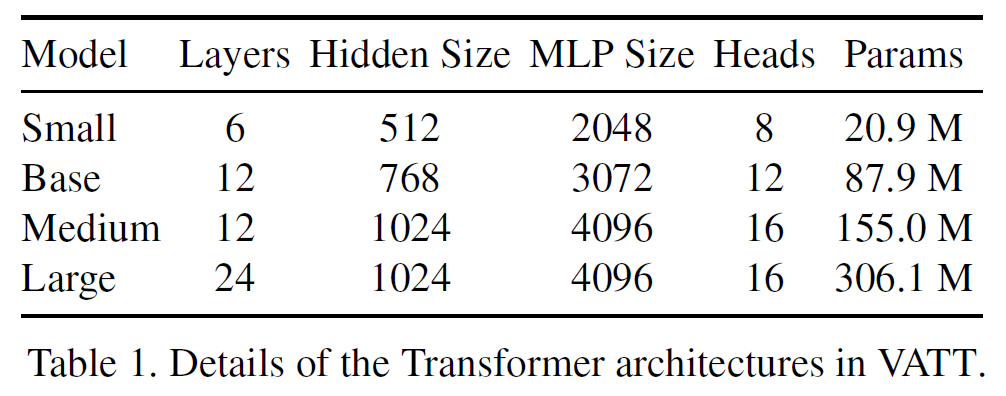 Model Layers Hidden Size MLP Size Heads Params
Small 6 512 2048 8 20.9 M
Base 12 768 3072 12 87.9 M
Medium 12 1024 4096 16 155.0 M
Large 24 1024 4096 16 306.1 M
Table 1. Details of the Transformer architectures in VATT.